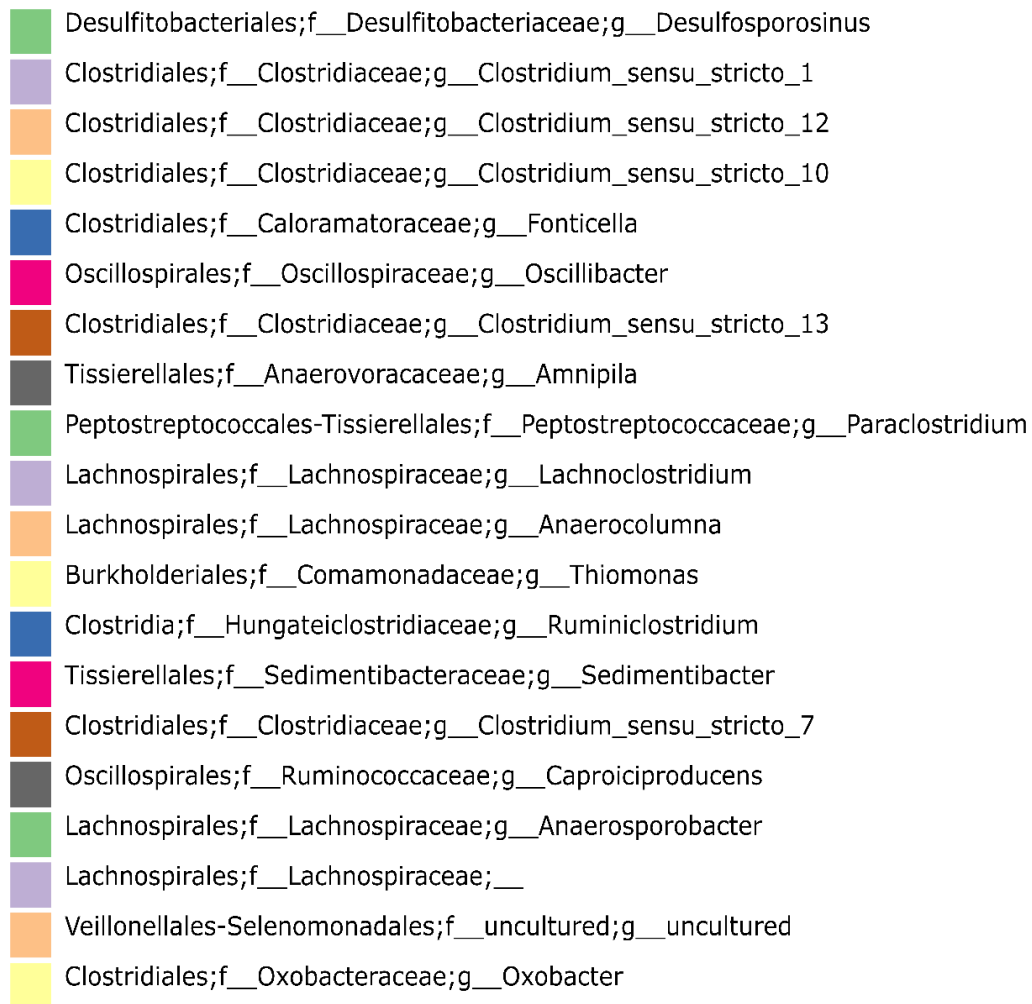 Desulfitobacteriales;f__Desulfitobacteriaceae;g__Desulfosporosinus
Clostridiales;f__Clostridiaceae;g__Clostridium_sensu_stricto_1
Clostridiales;f__Clostridiaceae;g__Clostridium_sensu_stricto_12
Clostridiales;f__Clostridiaceae;g__Clostridium_sensu_stricto_10
Clostridiales;f__Caloramatoraceae;g__Fonticella
Oscillospirales;f__Oscillospiraceae;g__Oscillibacter
Clostridiales;f__Clostridiaceae;g__Clostridium_sensu_stricto_13
Tissierellales;f__Anaerovoracaceae;g__Amnipila
Peptostreptococcales-Tissierellales;f__Peptostreptococcaceae;g__Paraclostridium
Lachnospirales;f__Lachnospiraceae;g__Lachnoclostridium
Lachnospirales;f__Lachnospiraceae;g__Anaerocolumna
Burkholderiales;f__Comamonadaceae;g__Thiomonas
Clostridia;f__Hungateiclostridiaceae;g__Ruminiclostridium
Tissierellales;f__Sedimentibacteraceae;g__Sedimentibacter
Clostridiales;f__Clostridiaceae;g__Clostridium_sensu_stricto_7
Oscillospirales;f__Ruminococcaceae;g__Caproiciproducens
Lachnospirales;f__Lachnospiraceae;g__Anaerosporobacter
Lachnospirales;f__Lachnospiraceae;__
Veillonellales-Selenomonadales;f__uncultured;g__uncultured
Clostridiales;f__Oxobacteraceae;g__Oxobacter